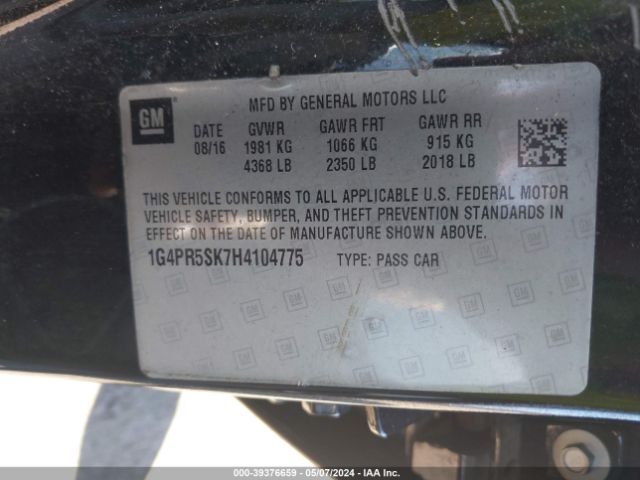 MFD BY GENERAL MOTORS LLC
GM
DATE GVWR GAWR FRT GAWR RR
08/16 1981 KG 1066 KG 915 KG
4368 LB 2350 LB 2018 LB
THIS VEHICLE CONFORMS TO ALL APPLICABLE U.S. FEDERAL MOTOR
VEHICLE SAFETY, BUMPER, AND THEFT PREVENTION STANDARDS IN
EFFECT ON THE DATE OF MANUFACTURE SHOWN ABOVE.
1G4PR5SK7H4104775 TYPE: PASS CAR
000-39376659 - 05/07/2024 - IAA Inc.